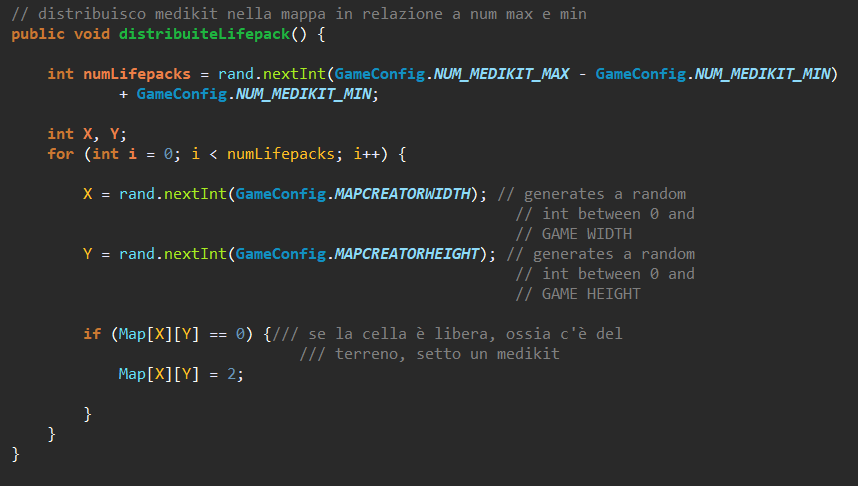 // distribuisco medikit nella mappa in relazione a num max e min
public void distribuiteLifepack() {
int numLifepacks = rand.nextInt(GameConfig.NUM_MEDIKIT_MAX - GameConfig.NUM_MEDIKIT_MIN)
+ GameConfig.NUM_MEDIKIT_MIN;
int X, Y;
for (int i = 0; i < numLifepacks; i++) {
X = rand.nextInt(GameConfig.MAPCREATORWIDTH); // generates a random
// int between 0 and
// GAME WIDTH
Y = rand.nextInt(GameConfig.MAPCREATORHEIGHT); // generates a random
// int between 0 and
// GAME HEIGHT
if (Map[X][Y] == 0) {/// se la cella è libera, ossia c'è del
/// terreno, setto un medikit
Map[X][Y] = 2;
}
}
}